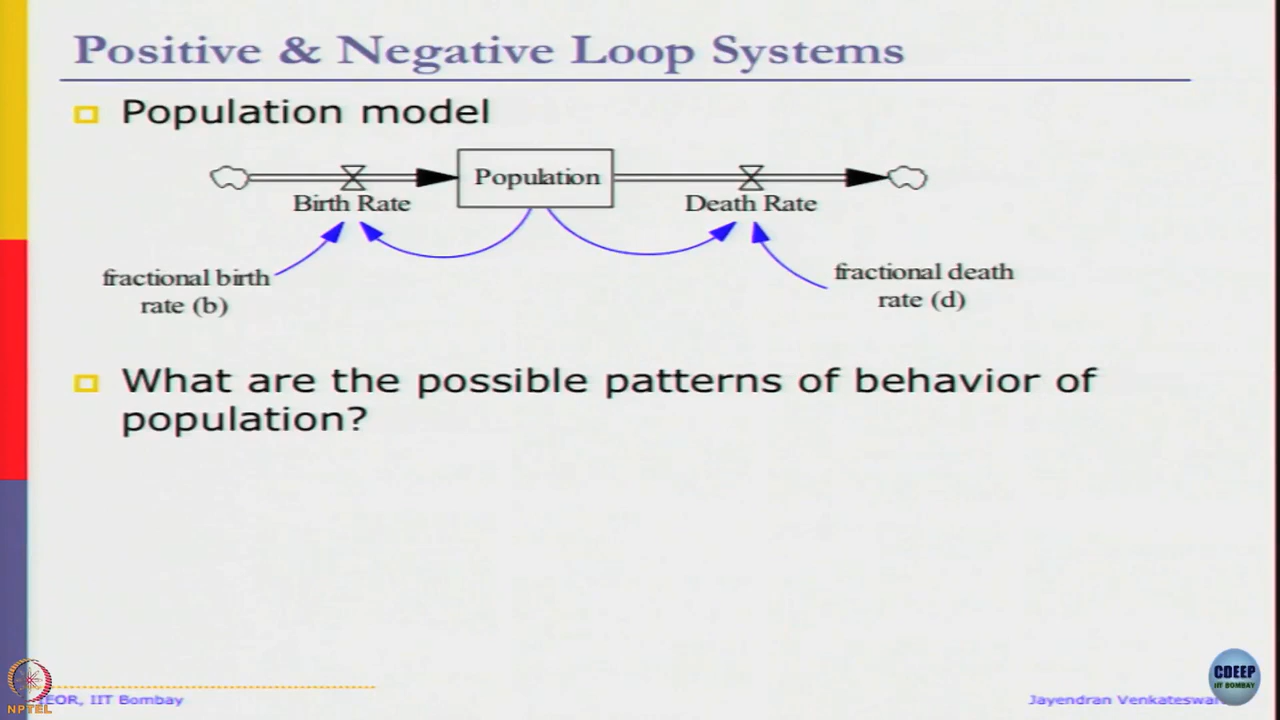 Positive & Negative Loop Systems
Population model
Population
Birth Rate
Death Rate
fractional birth
rate (b)
fractional death
rate (d)
What are the possible patterns of behavior of
population?
IEOR, IIT Bombay
Jayendran
CDEEP
IIT BOMBAY
NPTEL